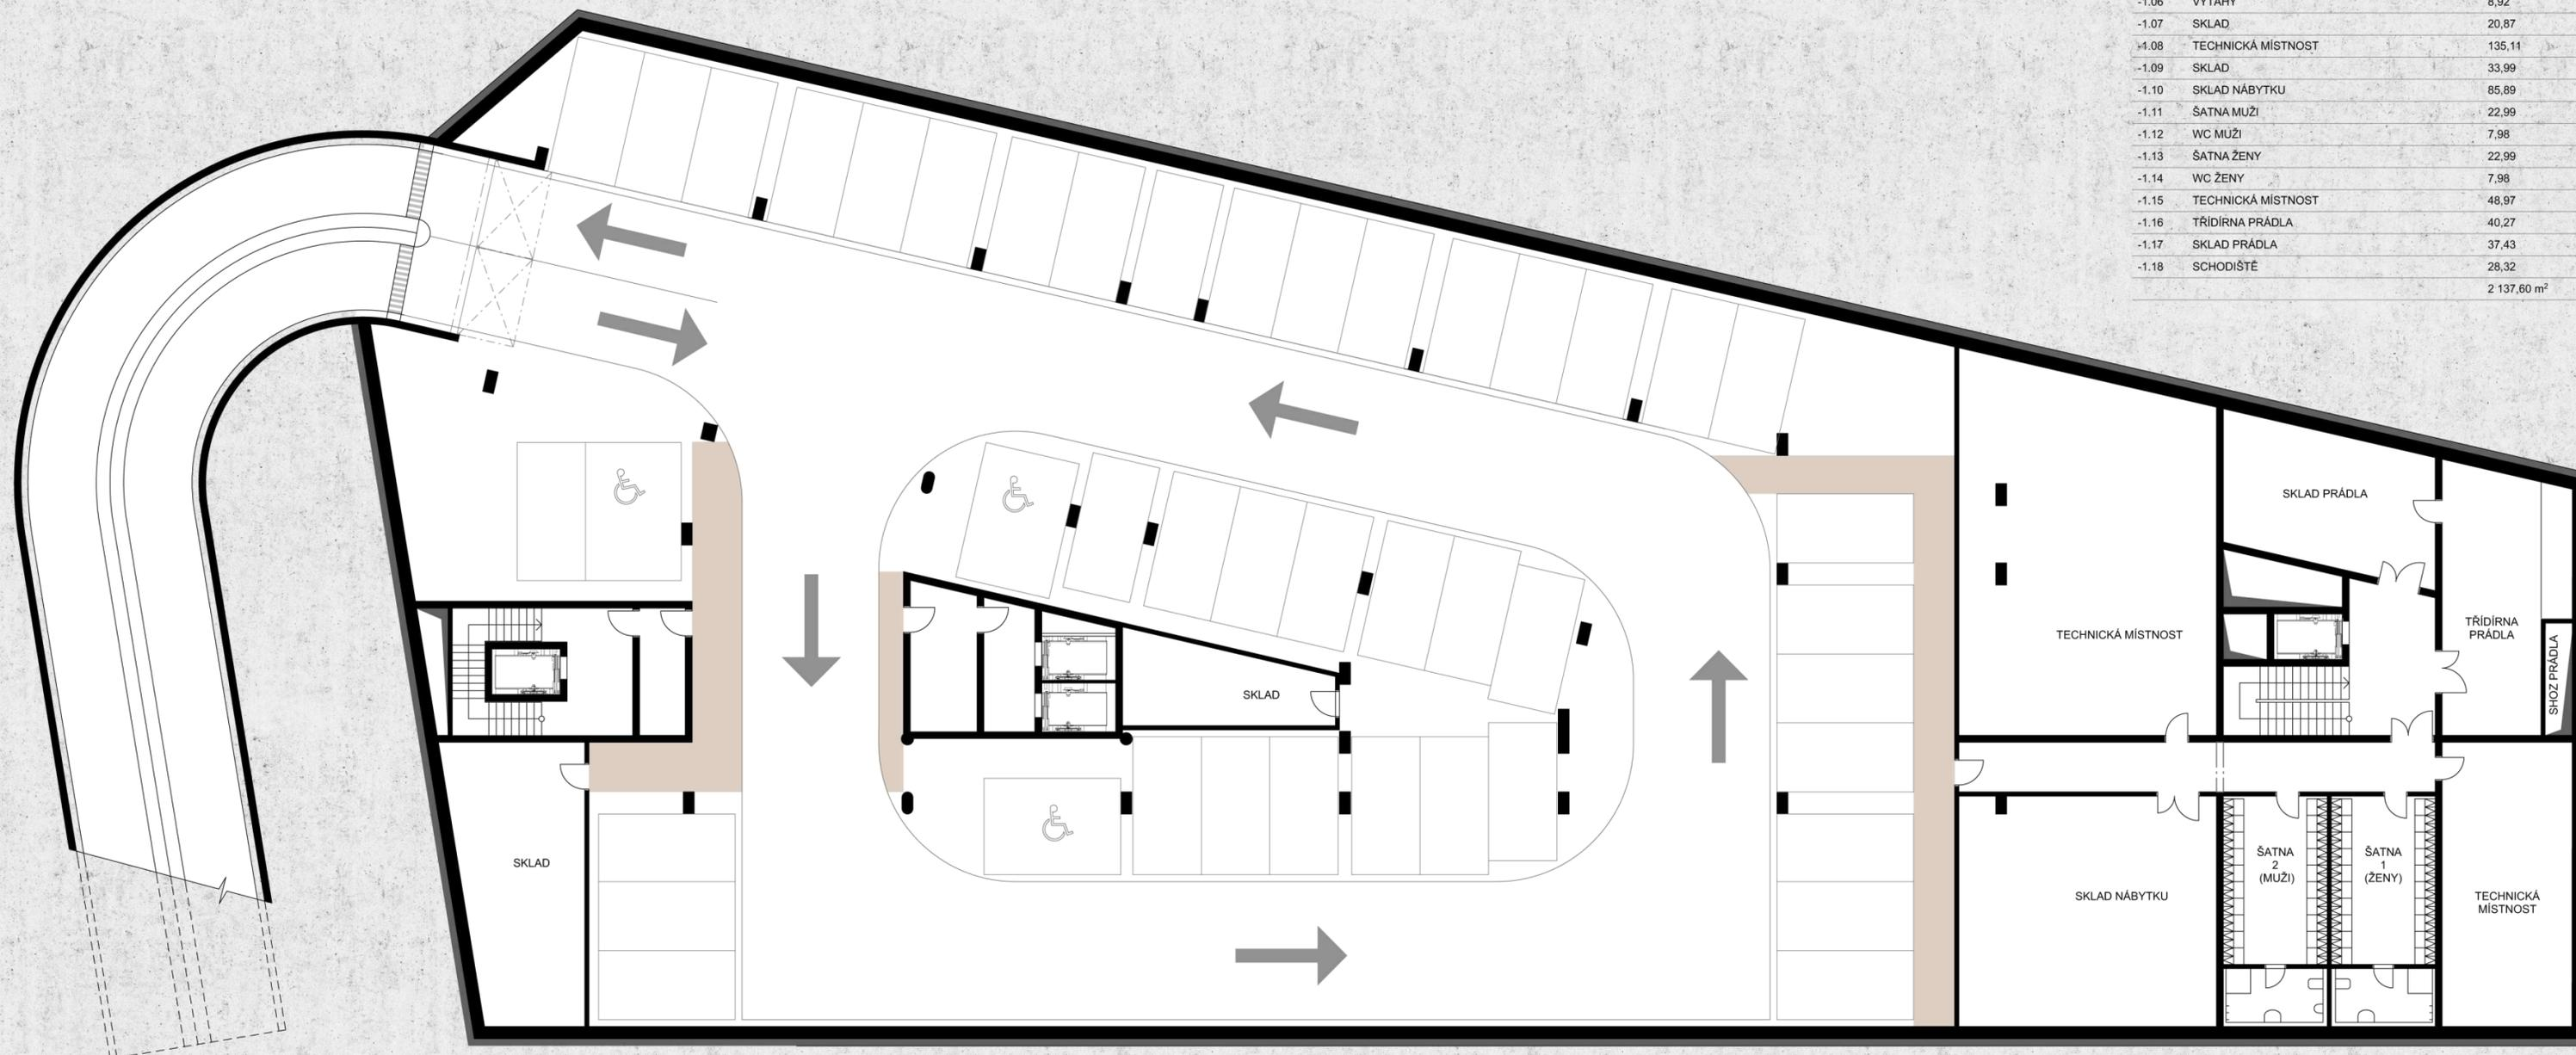 -1.06 VÝTAHY 8,92
-1.07 SKLAD 20,87
-1.08 TECHNICKÁ MÍSTNOST 135,11
-1.09 SKLAD 33,99
-1.10 SKLAD NÁBYTKU 85,89
-1.11 ŠATNA MUŽI 22,99
-1.12 WC MUŽI 7,98
-1.13 ŠATNA ŽENY 22,99
-1.14 WC ŽENY 7,98
-1.15 TECHNICKÁ MÍSTNOST 48,97
-1.16 TŘÍDÍRNA PRÁDLA 40,27
-1.17 SKLAD PRÁDLA 37,43
-1.18 SCHODIŠTĚ 28,32
2 137,60 m²
SKLAD PRÁDLA
TECHNICKÁ MÍSTNOST
TŘÍDÍRNA
PRÁDLA
SHOZ PRÁDLA
SKLAD
SKLAD
SKLAD NÁBYTKU
ŠATNA
2
(MUŽI)
ŠATNA
1
(ŽENY)
TECHNICKÁ
MÍSTNOST